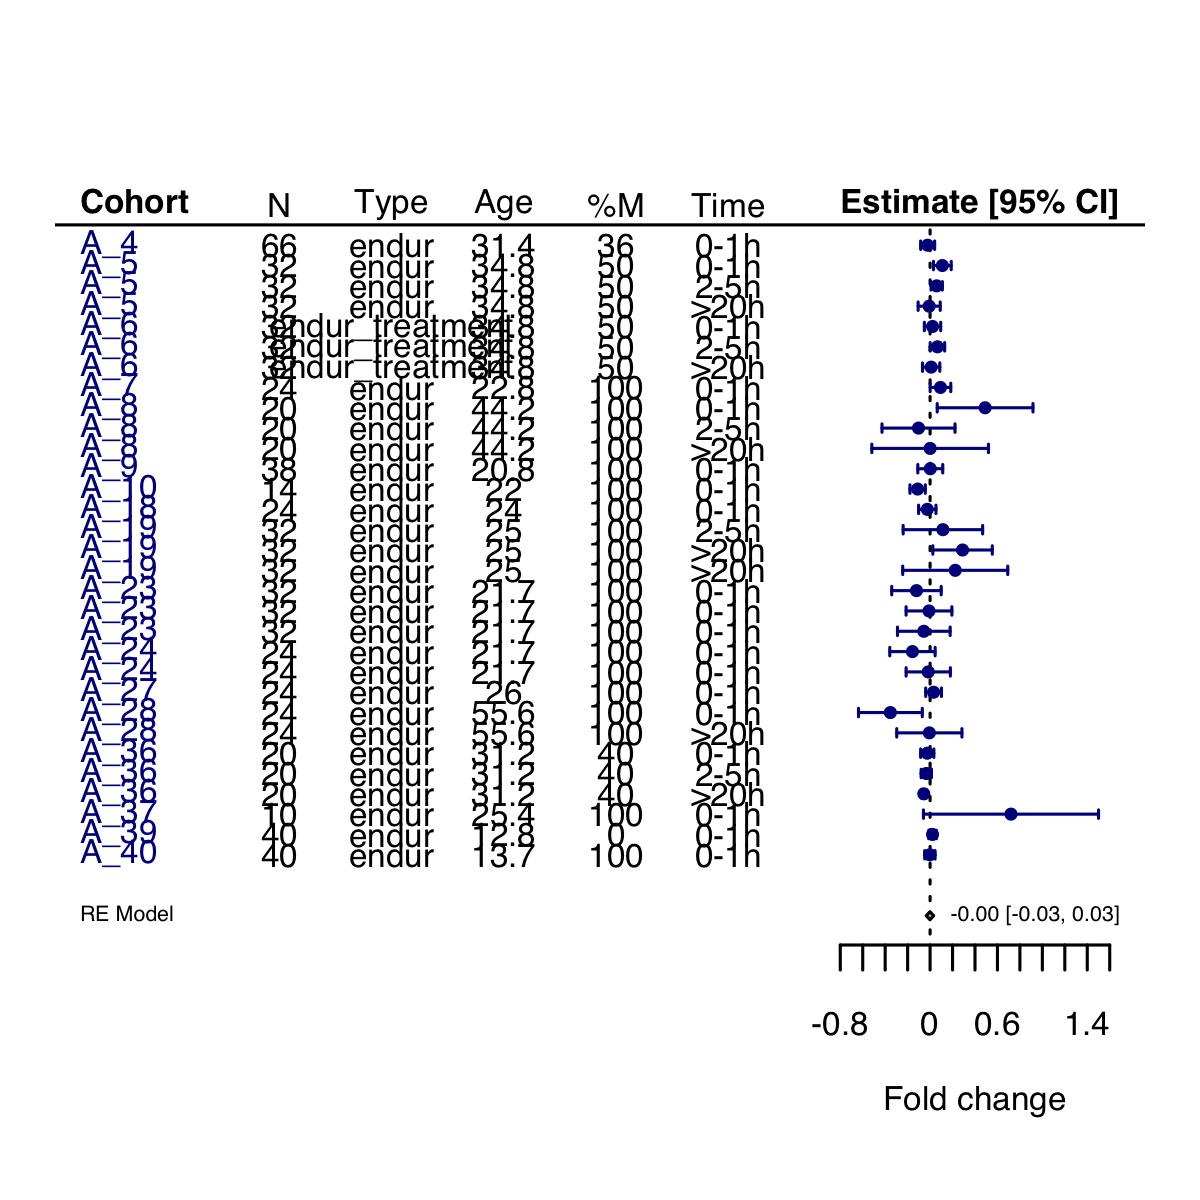 Cohort N Type Age %M Time Estimate [95% CI]
A_4 66 endur 31.4 36 0-1h
A_5 32 endur 34.8 50 0-1h
A_5 32 endur 34.8 50 2-5h
A_5 32 endur 34.8 50 >20h
A_6 32 endur_treatment 34.8 50 0-1h
A_6 32 endur_treatment 34.8 50 2-5h
A_6 32 endur_treatment 34.8 50 >20h
A_7 24 endur 22.8 100 0-1h
A_8 20 endur 44.2 100 0-1h
A_8 20 endur 44.2 100 2-5h
A_8 20 endur 44.2 100 >20h
A_9 38 endur 20.8 100 0-1h
A_10 14 endur 22 100 0-1h
A_18 24 endur 24 100 0-1h
A_19 32 endur 25 100 2-5h
A_19 32 endur 25 100 >20h
A_19 32 endur 25 100 >20h
A_23 32 endur 21.7 100 0-1h
A_23 32 endur 21.7 100 0-1h
A_23 32 endur 21.7 100 0-1h
A_24 24 endur 21.7 100 0-1h
A_24 24 endur 21.7 100 0-1h
A_27 24 endur 26 100 0-1h
A_28 24 endur 55.6 100 0-1h
A_28 24 endur 55.6 100 >20h
A_36 20 endur 31.2 40 0-1h
A_36 20 endur 31.2 40 2-5h
A_36 20 endur 31.2 40 >20h
A_37 10 endur 25.4 100 0-1h
A_39 40 endur 12.8 0 0-1h
A_40 40 endur 13.7 100 0-1h
RE Model -0.00 [-0.03, 0.03]
-0.8 0 0.6 1.4
Fold change